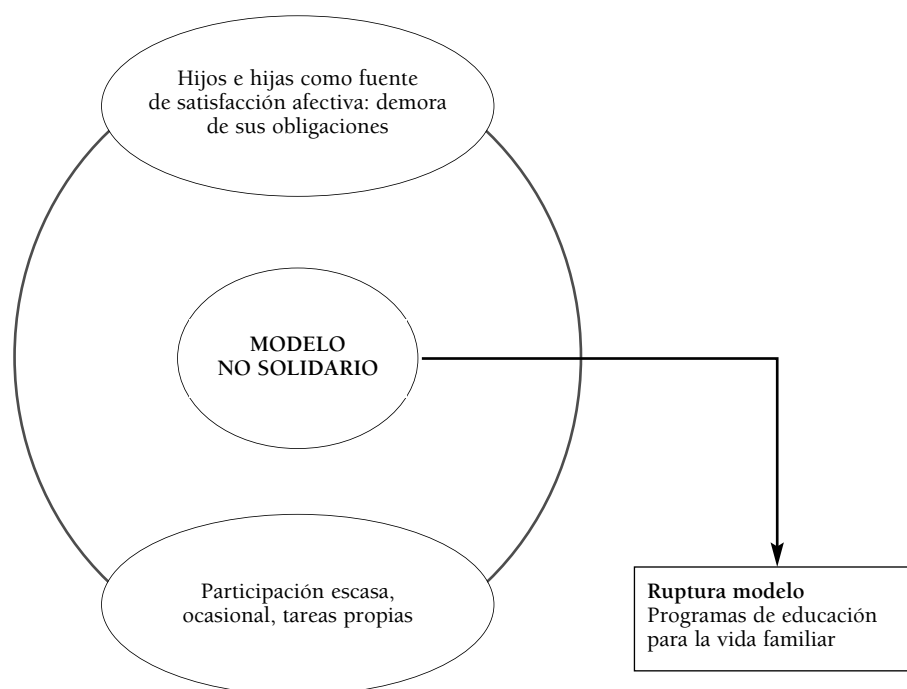 Hijos e hijas como fuente
de satisfacción afectiva: demora
de sus obligaciones
MODELO
NO SOLIDARIO
Participación escasa,
ocasional, tareas propias
Ruptura modelo
Programas de educación
para la vida familiar